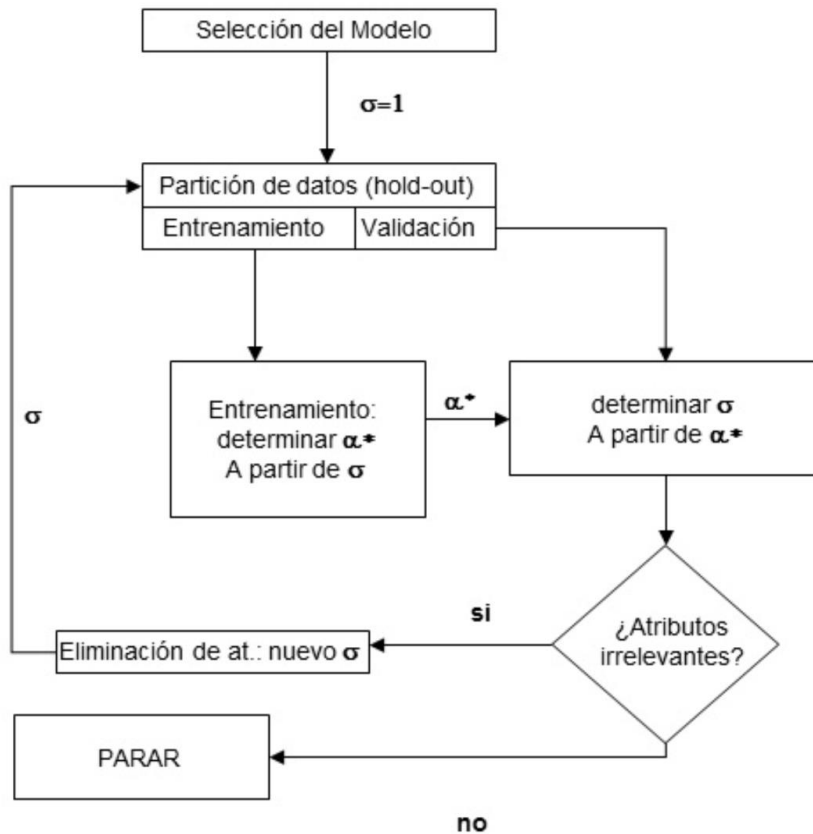 Selección del Modelo
σ=1
Partición de datos (hold-out)
Entrenamiento
Validación
Entrenamiento:
determinar α*
A partir de σ
α*
determinar σ
A partir de α*
σ
si
¿Atributos
irrelevantes?
Eliminación de at.: nuevo σ
PARAR
no